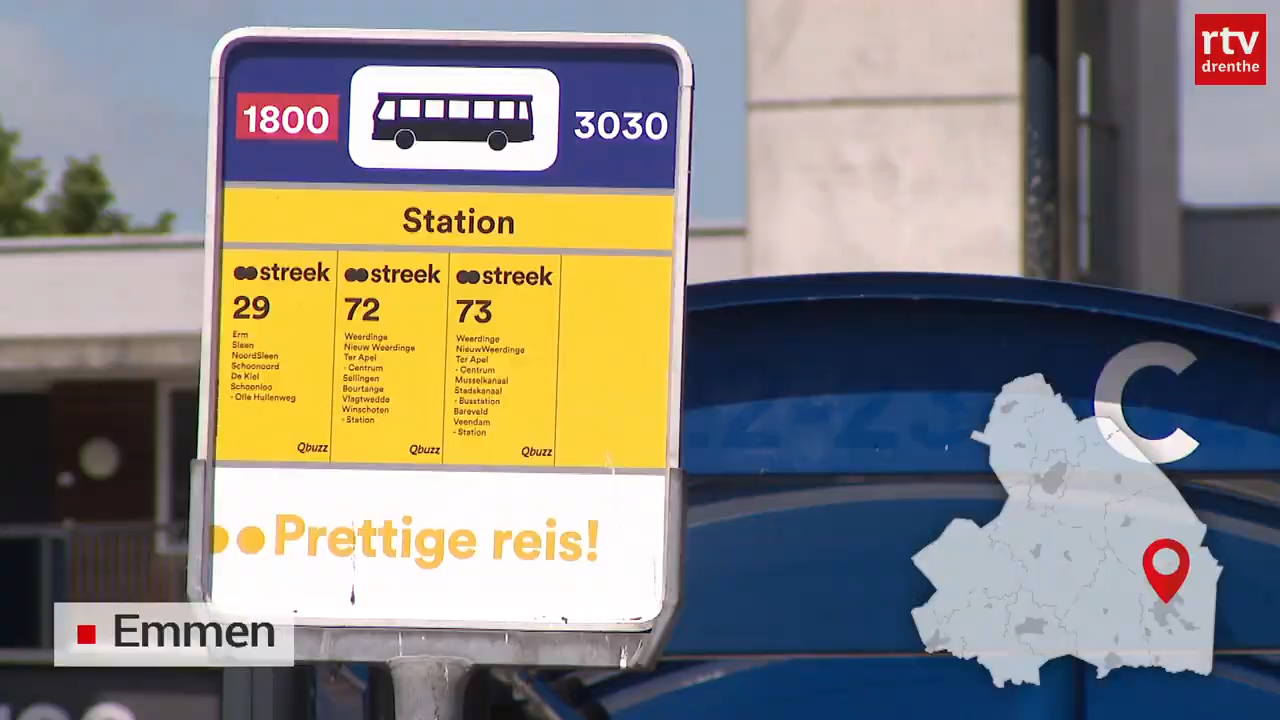 rtv
drenthe
1800
3030
Station
streek
29
Erm
Sleen
NoordSleen
Schoonoord
De Kiel
Schoonloo
- Olle Hullenweg
Qbuzz
streek
72
Weerdinge
Nieuw Weerdinge
Ter Apel
- Centrum
Sellingen
Bourtange
Vlagtwedde
Winschoten
- Station
Qbuzz
streek
73
Weerdinge
NieuwWeerdinge
Ter Apel
- Centrum
Musselkanaal
Stadskanaal
- Busstation
Bareveld
Veendam
- Station
Qbuzz
Prettige reis!
C
Emmen